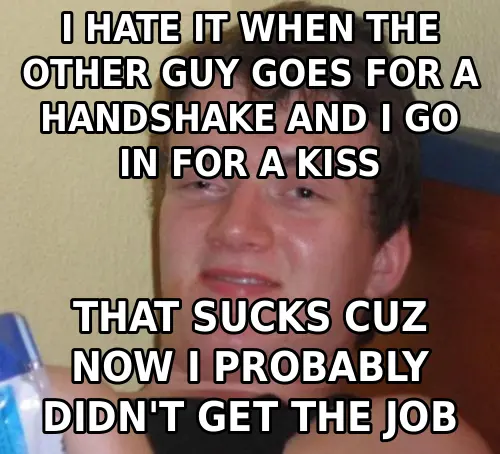 I HATE IT WHEN THE
OTHER GUY GOES FOR A
HANDSHAKE AND I GO
IN FOR A KISS
THAT SUCKS CUZ
NOW I PROBABLY
DIDN'T GET THE JOB